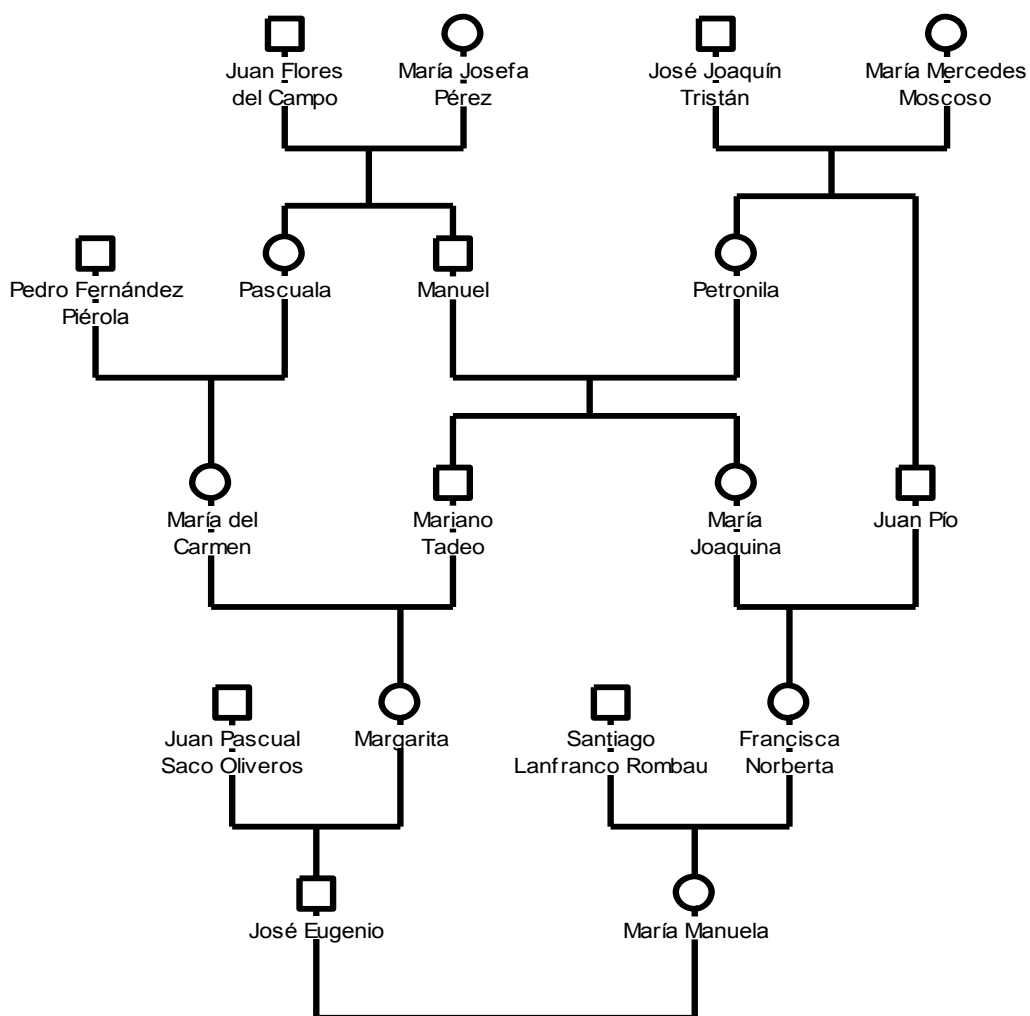 Juan Flores
del Campo
María Josefa
Pérez
José Joaquín
Tristán
María Mercedes
Moscoso
Pedro Fernández
Piérola
Pascuala
Manuel
Petronila
María del
Carmen
Mariano
Tadeo
María
Joaquina
Juan Pío
Juan Pascual
Saco Oliveros
Margarita
Santiago
Lanfranco Rombau
Francisca
Norberta
José Eugenio
María Manuela